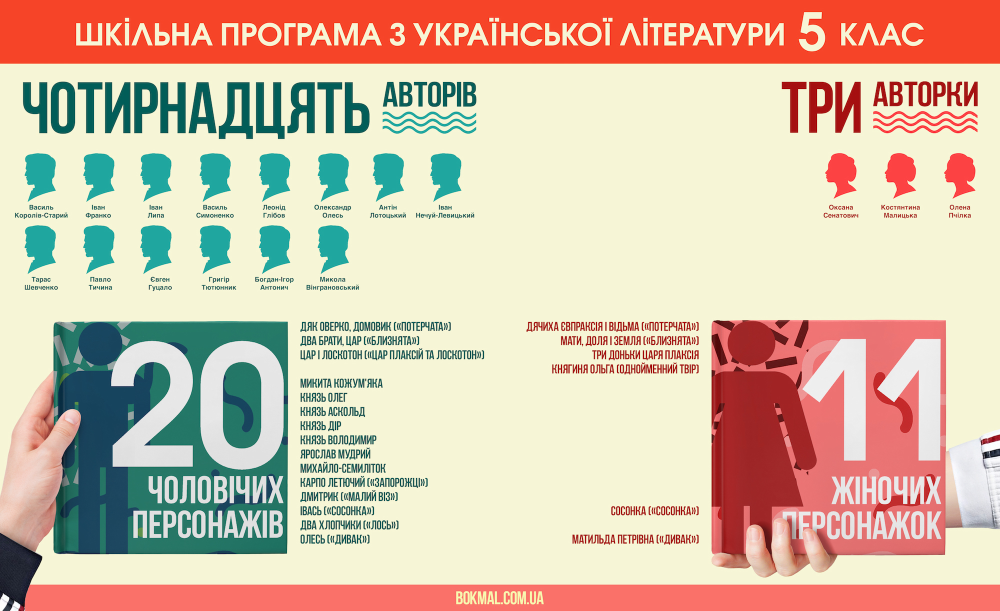 ШКІЛЬНА ПРОГРАМА З УКРАЇНСЬКОЇ ЛІТЕРАТУРИ 5 КЛАС
ЧОТИРНАДЦЯТЬ АВТОРІВ
Василь
Королів-Старий
Іван
Франко
Іван
Липа
Василь
Симоненко
Леонід
Глібов
Олександр
Олесь
Антін
Лотоцький
Іван
Нечуй-Левицький
Тарас
Шевченко
Павло
Тичина
Євген
Гуцало
Григір
Тютюнник
Богдан-Ігор
Антонич
Микола
Вінграновський
ТРИ АВТОРКИ
Оксана
Сенатович
Костянтина
Малицька
Олена
Пчілка
20
ЧОЛОВІЧИХ
ПЕРСОНАЖІВ
ДЯК ОВЕРКО, ДОМОВИК («ПОТЕРЧАТА»)
ДВА БРАТИ, ЦАР («БЛИЗНЯТА»)
ЦАР І ЛОСКОТОН («ЦАР ПЛАКСІЙ ТА ЛОСКОТОН»)
МИКИТА КОЖУМ'ЯКА
КНЯЗЬ ОЛЕГ
КНЯЗЬ АСКОЛЬД
КНЯЗЬ ДІР
КНЯЗЬ ВОЛОДИМИР
ЯРОСЛАВ МУДРИЙ
МИХАЙЛО-СЕМИЛІТОК
КАРПО ЛЕТЮЧИЙ («ЗАПОРОЖЦІ»)
ДМИТРИК («МАЛИЙ ВІЗ»)
ІВАСЬ («СОСОНКА»)
ДВА ХЛОПЧИКИ («ЛОСЬ»)
ОЛЕСЬ («ДИВАК»)
ДЯЧИХА ЄВПРАКСІЯ І ВІДЬМА («ПОТЕРЧАТА»)
МАТИ, ДОЛЯ І ЗЕМЛЯ («БЛИЗНЯТА»)
ТРИ ДОНЬКИ ЦАРЯ ПЛАКСІЯ
КНЯГИНЯ ОЛЬГА (ОДНОЙМЕННИЙ ТВІР)
СОСОНКА («СОСОНКА»)
МАТИЛЬДА ПЕТРІВНА («ДИВАК»)
11
ЖІНОЧИХ
ПЕРСОНАЖОК
BOKMAL.COM.UA